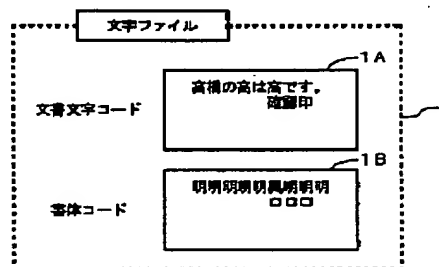 文字ファイル
1A
高橋の高は高です。
確認印
文書文字コード
1B
明明明明明異明明明
□□□
書体コード